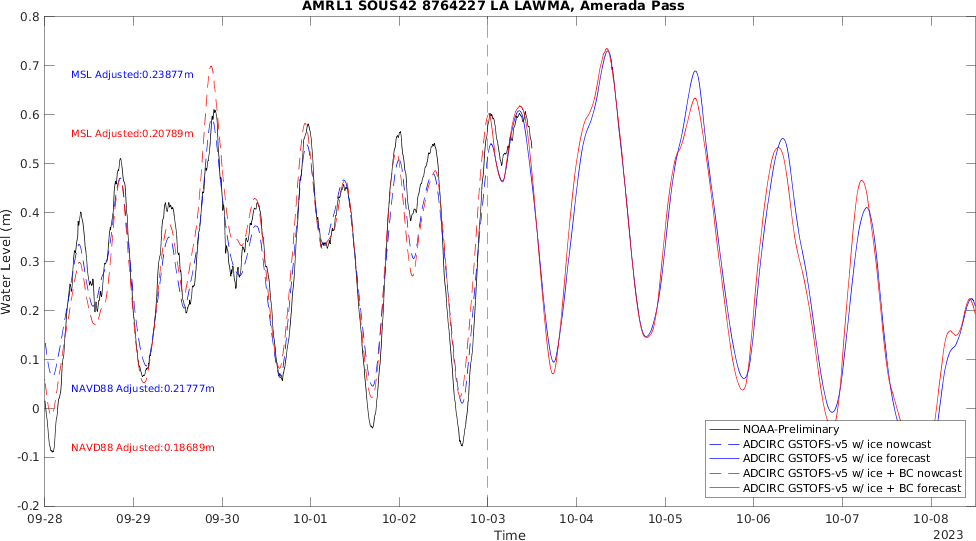 AMRL1 SOUS42 8764227 LA LAWMA, Amerada Pass
0.8
0.7
0.6
0.5
0.4
0.3
0.2
0.1
0
-0.1
-0.2
Water Level (m)
MSL Adjusted:0.23877m
MSL Adjusted:0.20789m
NAVD88 Adjusted:0.21777m
NAVD88 Adjusted:0.18689m
NOAA-Preliminary
ADCIRC GSTOFS-v5 w/ ice nowcast
ADCIRC GSTOFS-v5 w/ ice forecast
ADCIRC GSTOFS-v5 w/ ice + BC nowcast
ADCIRC GSTOFS-v5 w/ ice + BC forecast
09-28 09-29 09-30 10-01 10-02 10-03 10-04 10-05 10-06 10-07 10-08
Time
2023